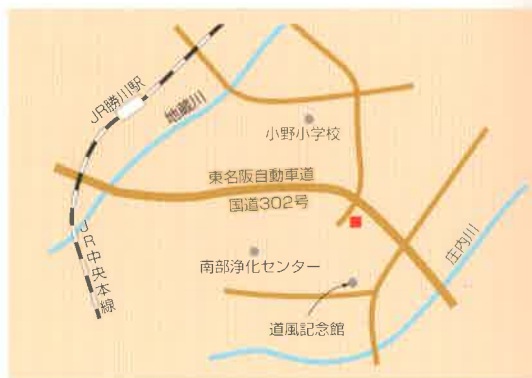 JR勝川駅
地蔵川
小野小学校
東名阪自動車道
国道302号
庄内川
JR中央本線
南部浄化センター
道風記念館